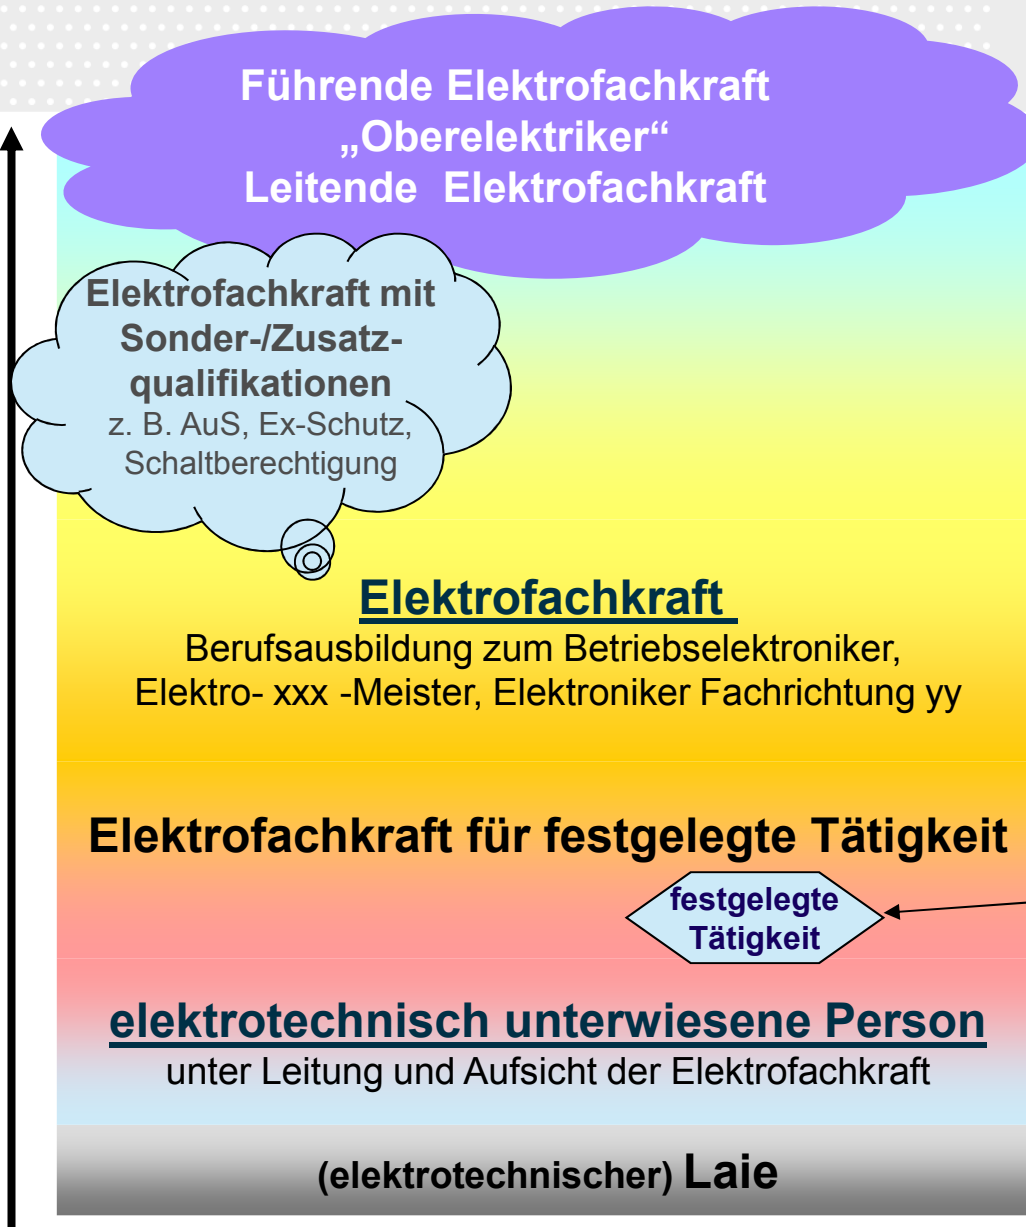 Führende Elektrofachkraft
„Oberelektriker“
Leitende Elektrofachkraft
Elektrofachkraft mit
Sonder-/Zusatz-
qualifikationen
z. B. AuS, Ex-Schutz,
Schaltberechtigung
Elektrofachkraft
Berufsausbildung zum Betriebselektroniker,
Elektro- xxx -Meister, Elektroniker Fachrichtung yy
Elektrofachkraft für festgelegte Tätigkeit
festgelegte
Tätigkeit
elektrotechnisch unterwiesene Person
unter Leitung und Aufsicht der Elektrofachkraft
(elektrotechnischer) Laie